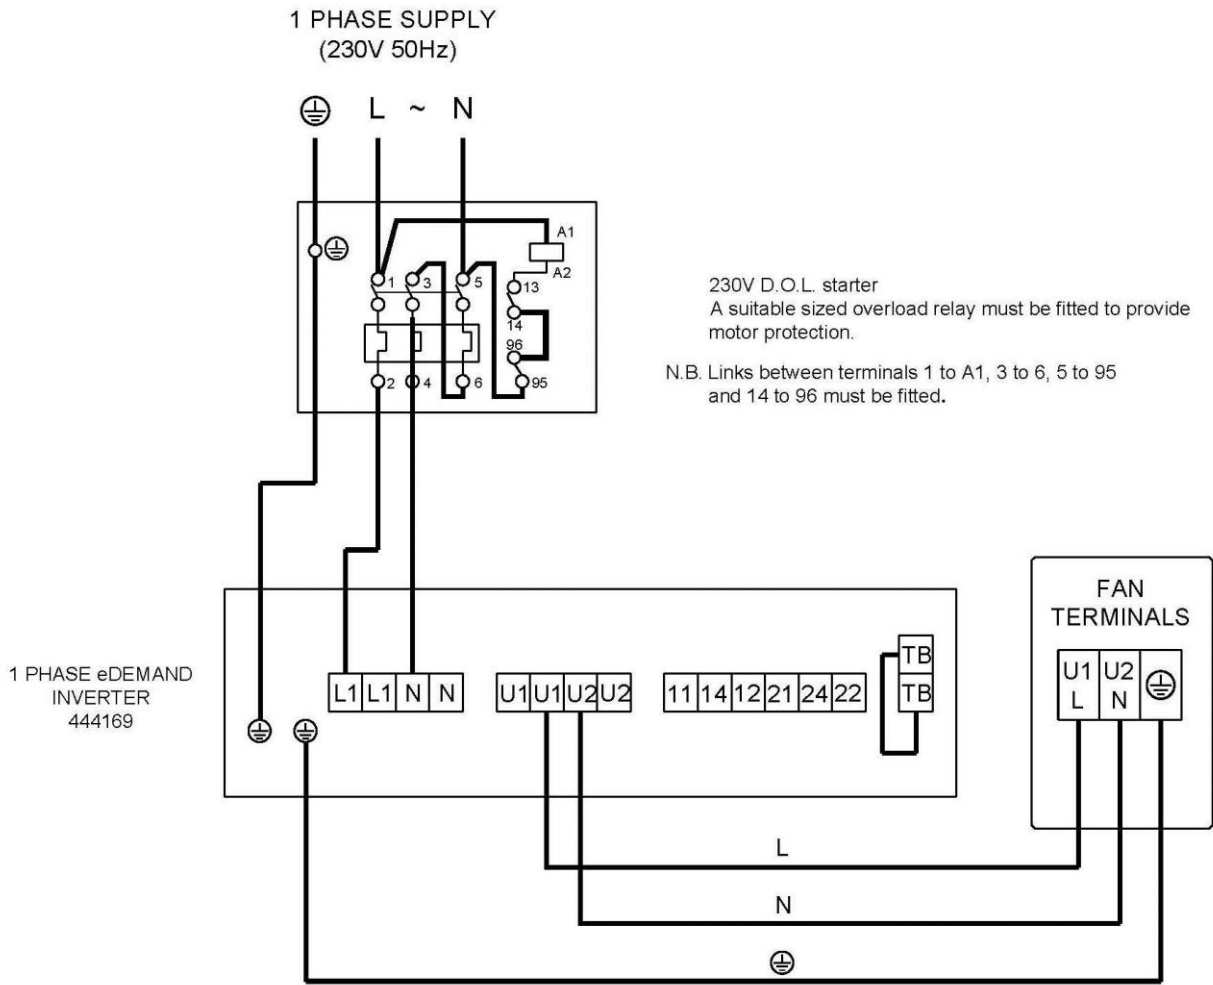 1 PHASE SUPPLY
(230V 50Hz)
L ~ N
A1
A2
1 3 5 13
14
96
2 4 6 95
230V D.O.L. starter
A suitable sized overload relay must be fitted to provide
motor protection.
N.B. Links between terminals 1 to A1, 3 to 6, 5 to 95
and 14 to 96 must be fitted.
1 PHASE eDEMAND
INVERTER
444169
L1 L1 N N
U1 U1 U2 U2
11 14 12 21 24 22
TB
TB
FAN
TERMINALS
U1 U2
L N
L
N